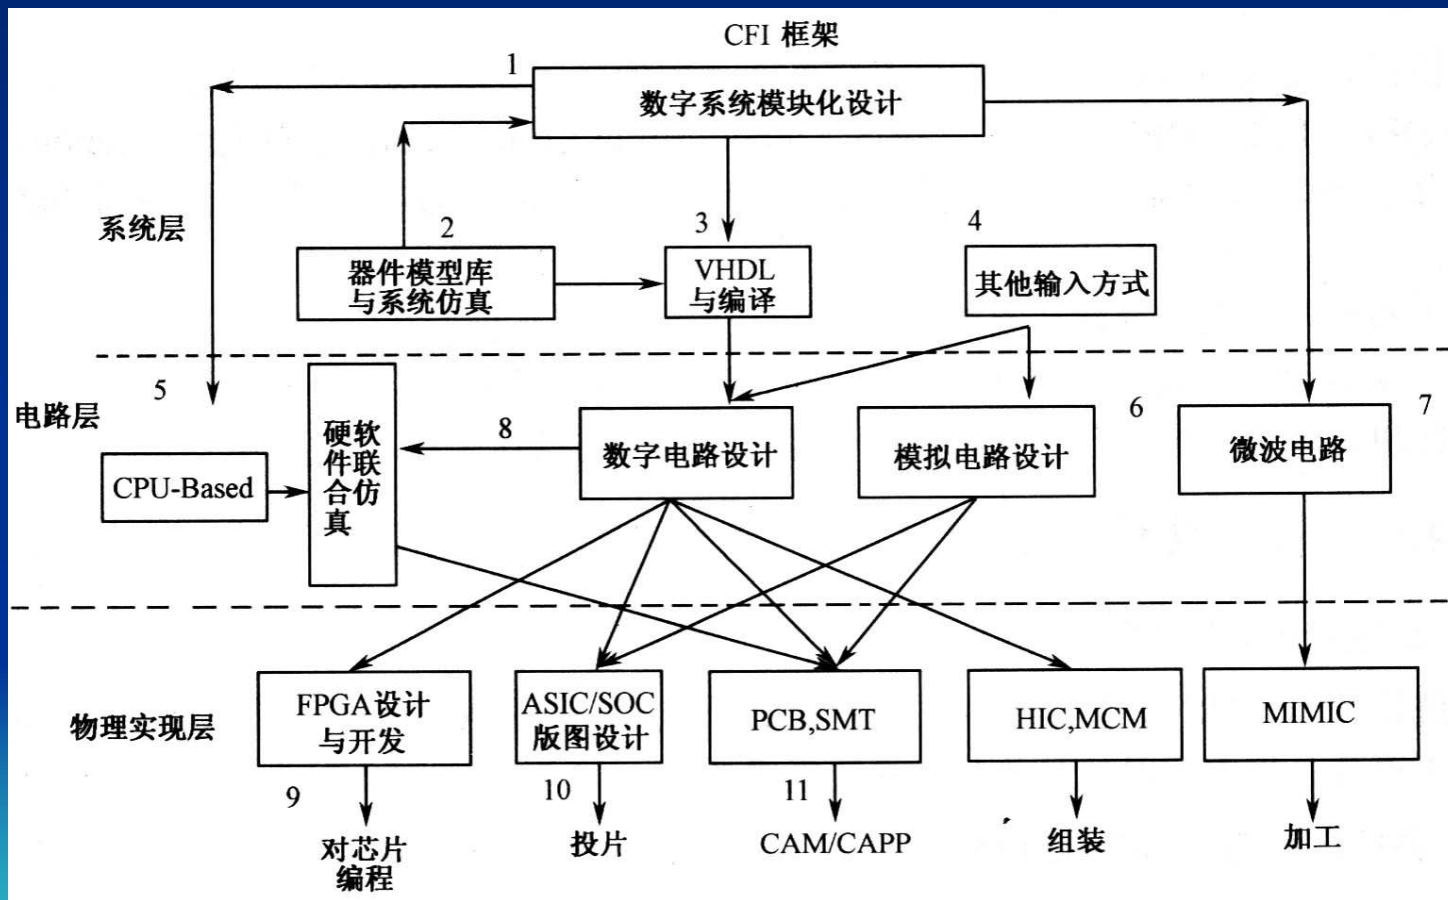 CFI 框架
1
数字系统模块化设计
系统层
2
3
4
器件模型库
与系统仿真
VHDL
与编译
其他输入方式
电路层
5
6
7
硬软
件联
合仿
真
8
CPU-Based
数字电路设计
模拟电路设计
微波电路
物理实现层
FPGA设计
与开发
ASIC/SOC
版图设计
PCB,SMT
HIC,MCM
MIMIC
9
10
11
对芯片
编程
投片
CAM/CAPP
组装
加工